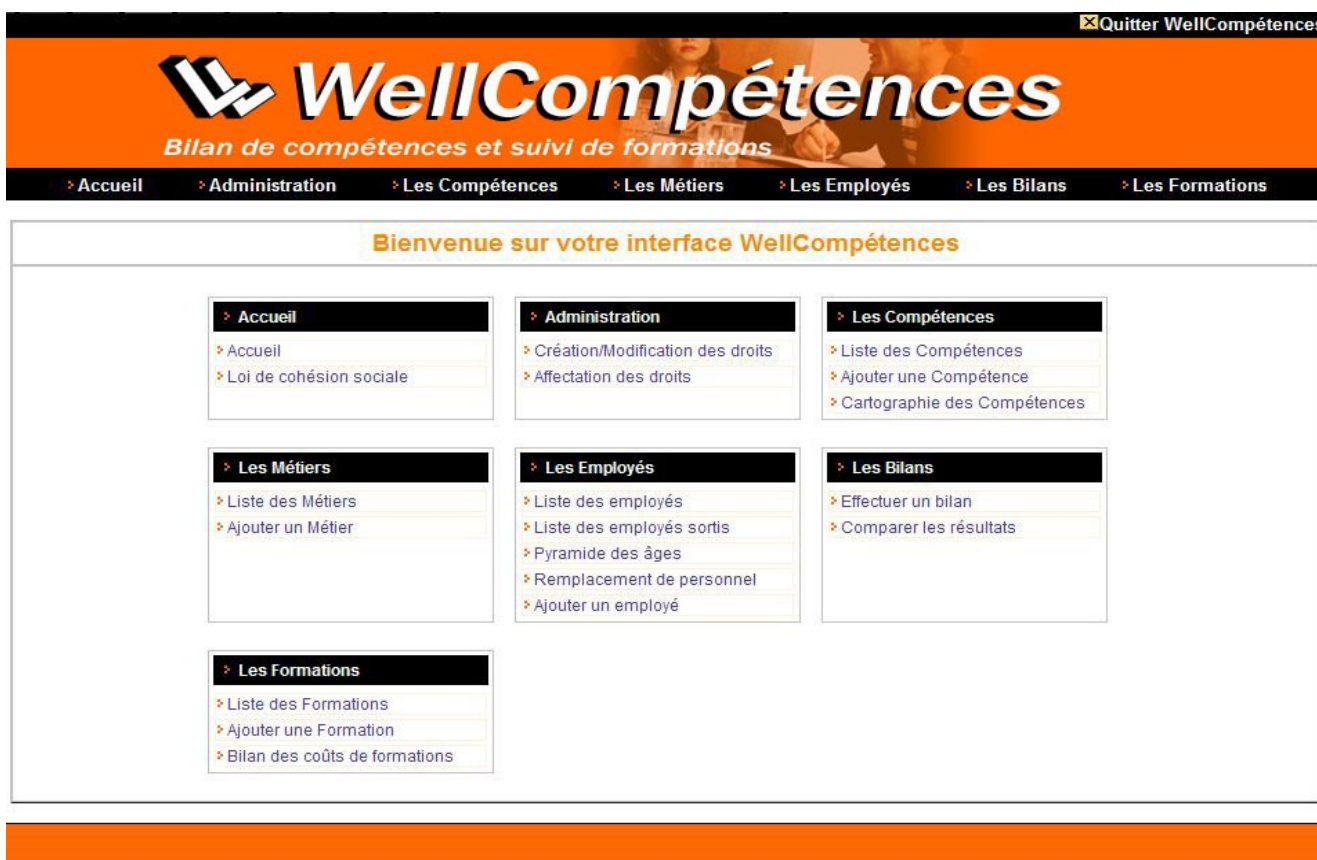 Quitter WellCompétences
WellCompétences
Bilan de compétences et suivi de formations
Accueil Administration Les Compétences Les Métiers Les Employés Les Bilans Les Formations
Bienvenue sur votre interface WellCompétences
Accueil
Accueil
Loi de cohésion sociale
Administration
Création/Modification des droits
Affectation des droits
Les Compétences
Liste des Compétences
Ajouter une Compétence
Cartographie des Compétences
Les Métiers
Liste des Métiers
Ajouter un Métier
Les Employés
Liste des employés
Liste des employés sortis
Pyramide des âges
Remplacement de personnel
Ajouter un employé
Les Bilans
Effectuer un bilan
Comparer les résultats
Les Formations
Liste des Formations
Ajouter une Formation
Bilan des coûts de formations